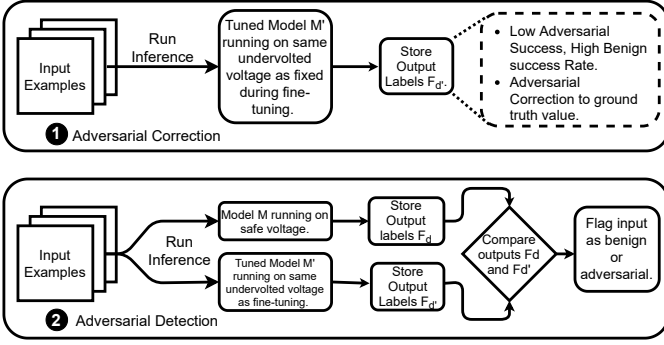 Input
Examples
Run
Inference
Tuned Model M'
running on same
undervolted
voltage as fixed
during fine-
tuning.
Store
Output
Labels Fd'.
• Low Adversarial
Success, High Benign
success Rate.
• Adversarial
Correction to ground
truth value.
1 Adversarial Correction
Input
Examples
Run
Inference
Model M running on
safe voltage.
Store
Output
labels Fd
Tuned Model M'
running on same
undervolted voltage
as fine-tuning.
Store
Output
Labels Fd'
Compare
outputs Fd
and Fd'
Flag input
as benign
or
adversarial.
2 Adversarial Detection